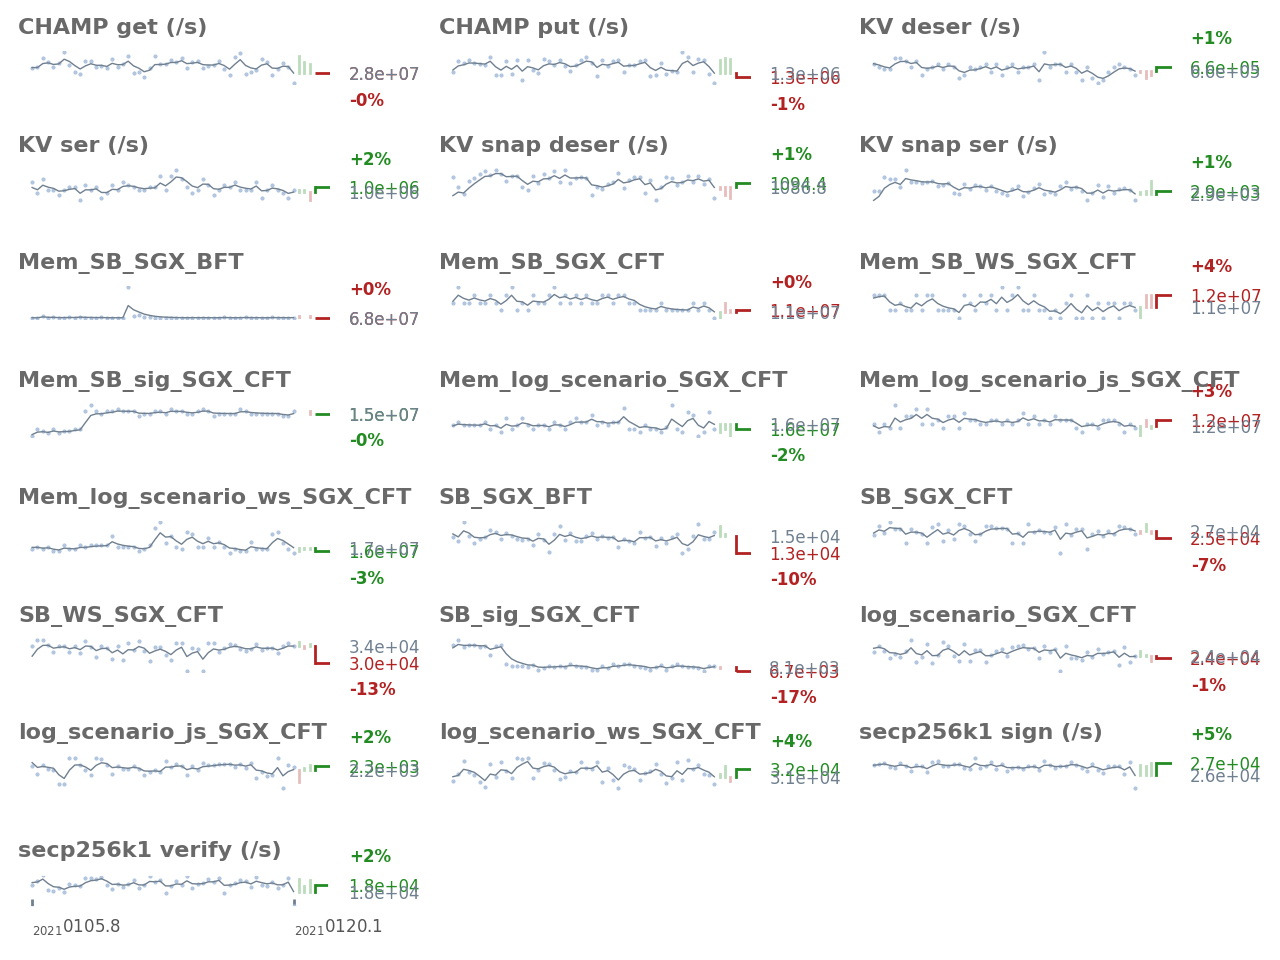 CHAMP get (/s)
2.8e+07
-0%
CHAMP put (/s)
1.3e+06
1.3e+06
-1%
KV deser (/s)
+1%
6.6e+05
6.6e+05
KV ser (/s)
+2%
1.0e+06
1.0e+06
KV snap deser (/s)
+1%
1094.4
KV snap ser (/s)
+1%
2.9e+03
2.9e+03
Mem_SB_SGX_BFT
+0%
6.8e+07
Mem_SB_SGX_CFT
+0%
1.1e+07
1.1e+07
Mem_SB_WS_SGX_CFT
+4%
1.2e+07
1.1e+07
Mem_SB_sig_SGX_CFT
1.5e+07
-0%
Mem_log_scenario_SGX_CFT
1.6e+07
1.6e+07
-2%
Mem_log_scenario_js_SGX_CFT
+3%
1.2e+07
1.2e+07
Mem_log_scenario_ws_SGX_CFT
1.7e+07
1.6e+07
-3%
SB_SGX_BFT
1.5e+04
1.3e+04
-10%
SB_SGX_CFT
2.7e+04
2.5e+04
-7%
SB_WS_SGX_CFT
3.4e+04
3.0e+04
-13%
SB_sig_SGX_CFT
8.1e+03
6.7e+03
-17%
log_scenario_SGX_CFT
2.4e+04
2.4e+04
-1%
log_scenario_js_SGX_CFT
+2%
2.3e+03
2.2e+03
log_scenario_ws_SGX_CFT
+4%
3.2e+04
3.1e+04
secp256k1 sign (/s)
+5%
2.7e+04
2.6e+04
secp256k1 verify (/s)
+2%
1.8e+04
1.8e+04
20210105.8
20210120.1